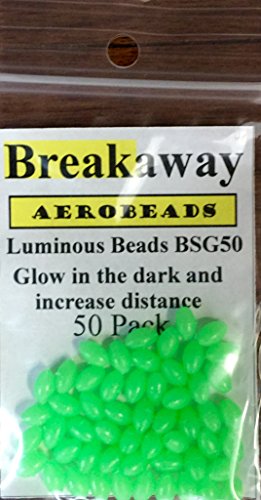 Breakaway
AEROBEADS
Luminous Beads BSG50
Glow in the dark and
increase distance
50 Pack